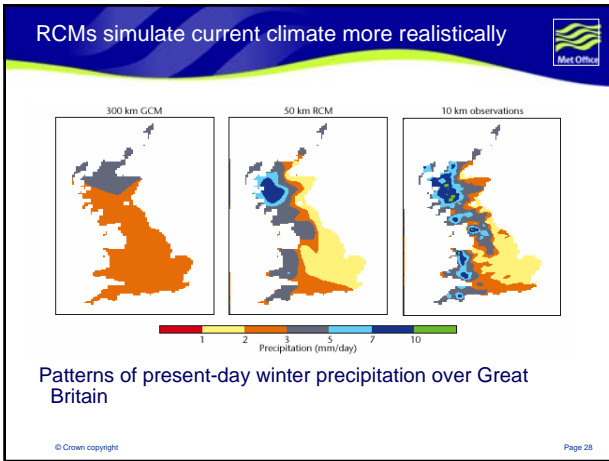 RCMs simulate current climate more realistically
Met Office
300 km GCM
50 km RCM
10 km observations
1 2 3 5 7 10
Precipitation (mm/day)
Patterns of present-day winter precipitation over Great
Britain
© Crown copyright
Page 28